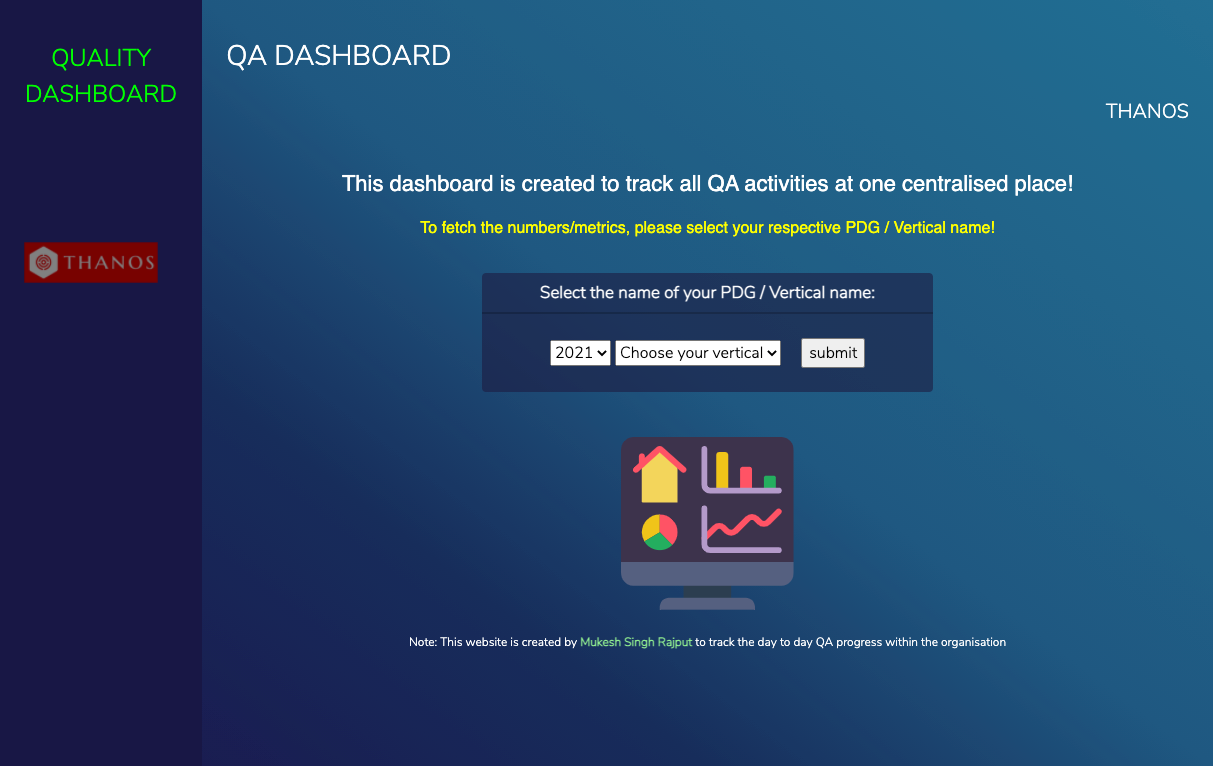 QUALITY
DASHBOARD
THANOS
QA DASHBOARD
THANOS
This dashboard is created to track all QA activities at one centralised place!
To fetch the numbers/metrics, please select your respective PDG / Vertical name!
Select the name of your PDG / Vertical name:
2021 Choose your vertical submit
Note: This website is created by Mukesh Singh Rajput to track the day to day QA progress within the organisation